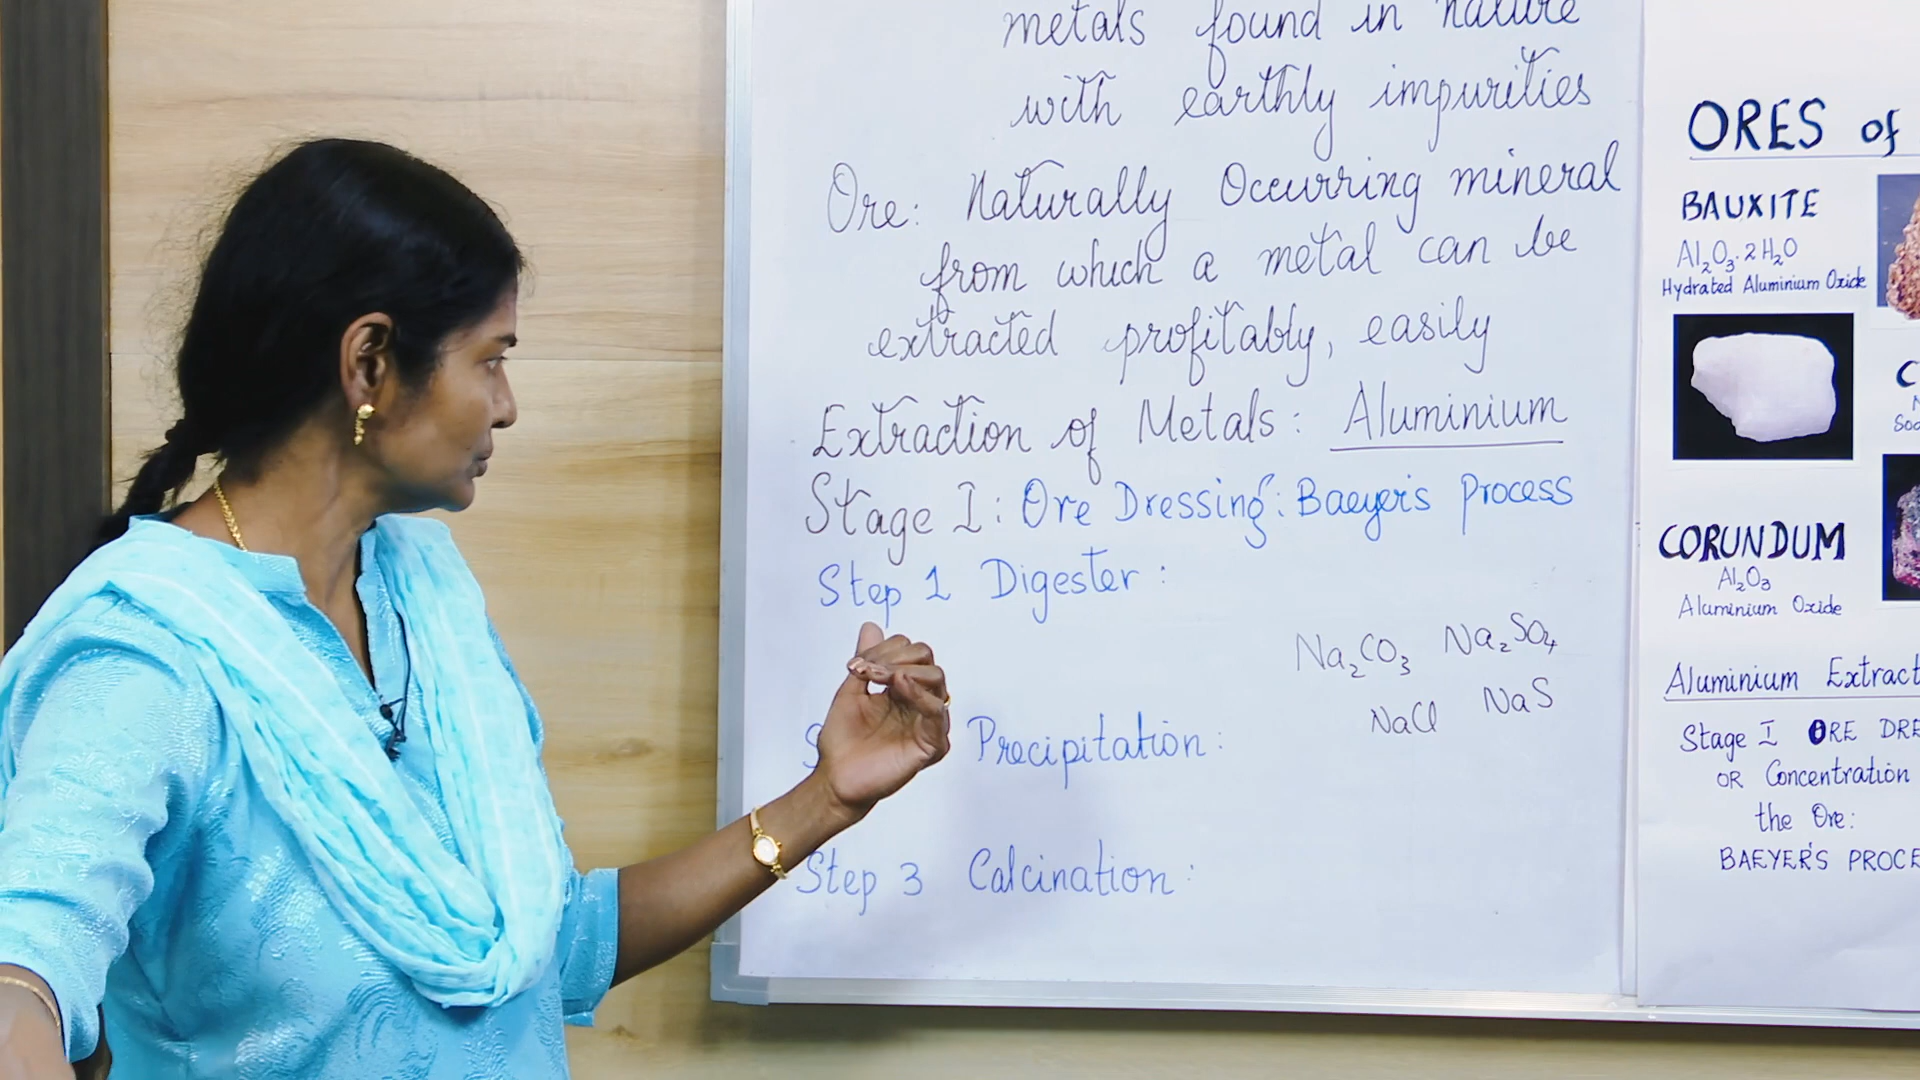 metals found in nature
with earthly impurities
Ore: Naturally Occurring mineral
from which a metal can be
extracted profitably, easily
Extraction of Metals: Aluminium
Stage I: Ore Dressing: Baeyer's Process
Step 1 Digester:
Na₂CO₃ Na₂SO₄
NaCl NaS
Precipitation:
Step 3 Calcination:
ORES of
BAUXITE
Al₂O₃.2H₂O
Hydrated Aluminium Oxide
CORUNDUM
Al₂O₃
Aluminium Oxide
Aluminium Extract
Stage I ORE DRE
OR Concentration
the Ore:
BAEYER'S PROCE